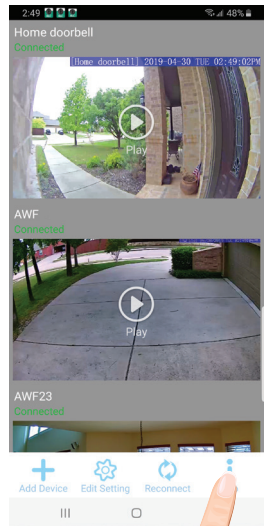 2:49 48%
Home doorbell
Connected
[Home doorbell] 2019-04-30 TUE 02:49:02PM
Play
AWF
Connected
Play
AWF23
Connected
Add Device Edit Setting Reconnect